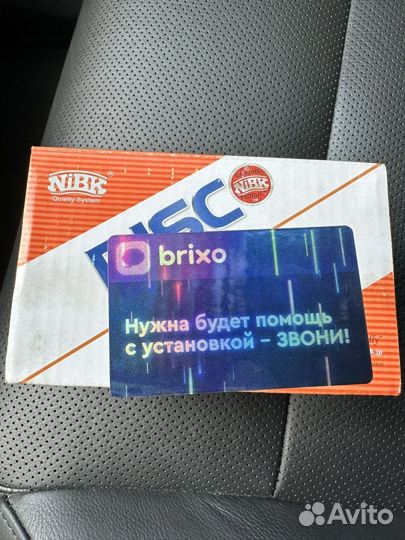 NiBK
Quality System
NiBK
DISC
brixo
Нужна будет помощь
с установкой – ЗВОНИ!
Avito